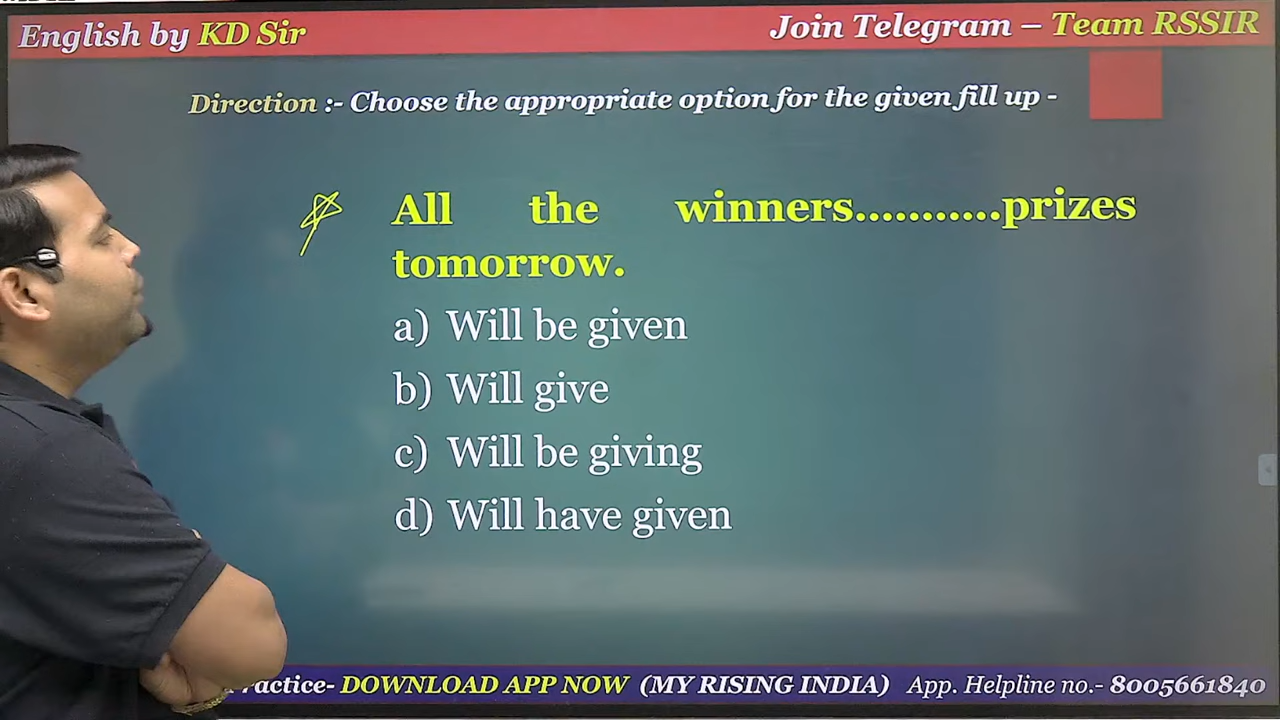 English by KD Sir
Join Telegram – Team RSSIR
Direction :- Choose the appropriate option for the given fill up -
All the winners...........prizes
tomorrow.
a) Will be given
b) Will give
c) Will be giving
d) Will have given
DOWNLOAD APP NOW (MY RISING INDIA) App. Helpline no.- 8005661840